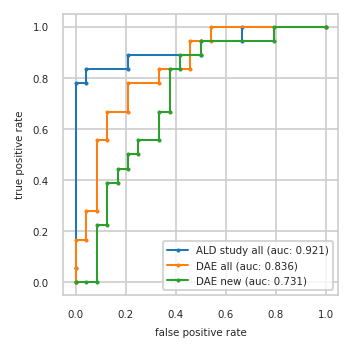 1.0
0.8
0.6
0.4
0.2
0.0
true positive rate
ALD study all (auc: 0.921)
DAE all (auc: 0.836)
DAE new (auc: 0.731)
0.0 0.2 0.4 0.6 0.8 1.0
false positive rate